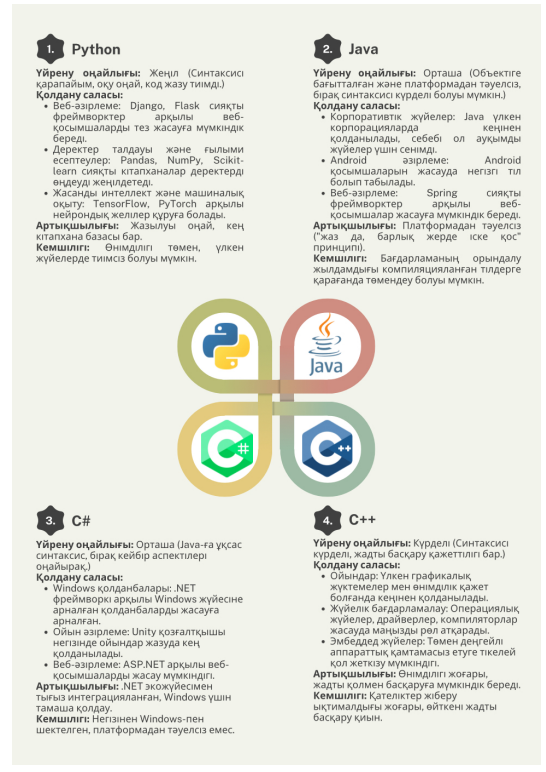 1. Python
Үйрену оңайлығы: Жеңіл (Синтаксисі
қарапайым, оқу оңай, код жазу тиімді.)
Қолдану саласы:
• Веб-әзірлеме: Django, Flask сияқты
фреймворктер арқылы веб-
қосымшаларды тез жасауға мүмкіндік
береді.
• Деректер талдауы және ғылыми
есептеулер: Pandas, NumPy, Scikit-
learn сияқты кітапханалар деректерді
өңдеуді жеңілдетеді.
• Жасанды интеллект және машиналық
оқыту: TensorFlow, PyTorch арқылы
нейрондық желілер құруға болады.
Артықшылығы: Жазылуы оңай, кең
кітапхана базасы бар.
Кемшілігі: Өнімділігі төмен, үлкен
жүйелерде тиімсіз болуы мүмкін.
2. Java
Үйрену оңайлығы: Орташа (Объектіге
бағытталған және платформадан тәуелсіз,
бірақ синтаксисі күрделі болуы мүмкін.)
Қолдану саласы:
• Корпоративтік жүйелер: Java үлкен
корпорацияларда кеңінен
қолданылады, себебі ол ауқымды
жүйелер үшін сенімді.
• Android әзірлеме: Android
қосымшаларын жасауда негізгі тіл
болып табылады.
• Веб-әзірлеме: Spring сияқты
фреймворктер арқылы веб-
қосымшалар жасауға мүмкіндік береді.
Артықшылығы: Платформадан тәуелсіз
("жаз да, барлық жерде іске қос"
принципі).
Кемшілігі: Бағдарламаның орындалу
жылдамдығы компиляцияланған тілдерге
қарағанда төмендеу болуы мүмкін.
Java
C#
C++
3. C#
Үйрену оңайлығы: Орташа (Java-ға ұқсас
синтаксис, бірақ кейбір аспектілері
оңайырақ.)
Қолдану саласы:
• Windows қолданбалары: .NET
фреймворкі арқылы Windows жүйесіне
арналған қолданбаларды жасауға
арналған.
• Ойын әзірлеме: Unity қозғалтқышы
негізінде ойындар жазуда кең
қолданылады.
• Веб-әзірлеме: ASP.NET арқылы веб-
қосымшаларды жасау мүмкіндігі.
Артықшылығы: .NET экожүйесімен
тығыз интеграцияланған, Windows үшін
тамаша қолдау.
Кемшілігі: Негізінен Windows-пен
шектелген, платформадан тәуелсіз емес.
4. C++
Үйрену оңайлығы: Күрделі (Синтаксисі
күрделі, жадты басқару қажеттілігі бар.)
Қолдану саласы:
• Ойындар: Үлкен графикалық
жүктемелер мен өнімділік қажет
болғанда кеңінен қолданылады.
• Жүйелік бағдарламалау: Операциялық
жүйелер, драйверлер, компиляторлар
жасауда маңызды рөл атқарады.
• Эмбеддед жүйелер: Төмен деңгейлі
аппараттық қамтамасыз етуге тікелей
қол жеткізу мүмкіндігі.
Артықшылығы: Өнімділігі жоғары,
жадты қолмен басқаруға мүмкіндік береді.
Кемшілігі: Қателіктер жіберу
ықтималдығы жоғары, өйткені жадты
басқару қиын.